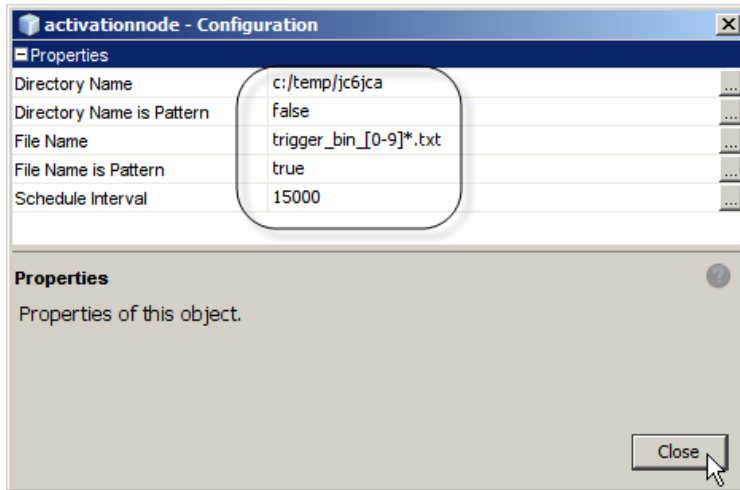 activationnode - Configuration
Properties
Directory Name c:/temp/jc6jca ...
Directory Name is Pattern false ...
File Name trigger_bin_[0-9]*.txt ...
File Name is Pattern true ...
Schedule Interval 15000 ...
Properties
Properties of this object.
Close